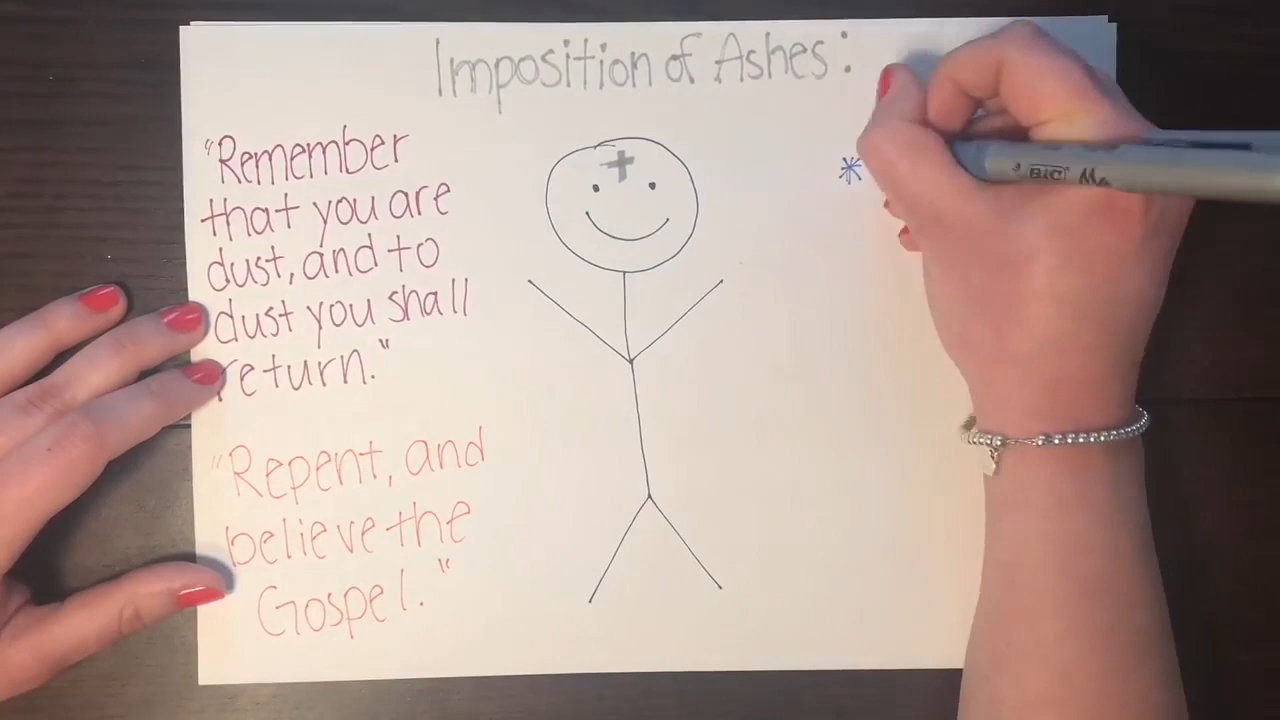 Imposition of Ashes:
"Remember
that you are
dust, and to
dust you shall
return."
"Repent, and
believe the
Gospel."
*
BIC